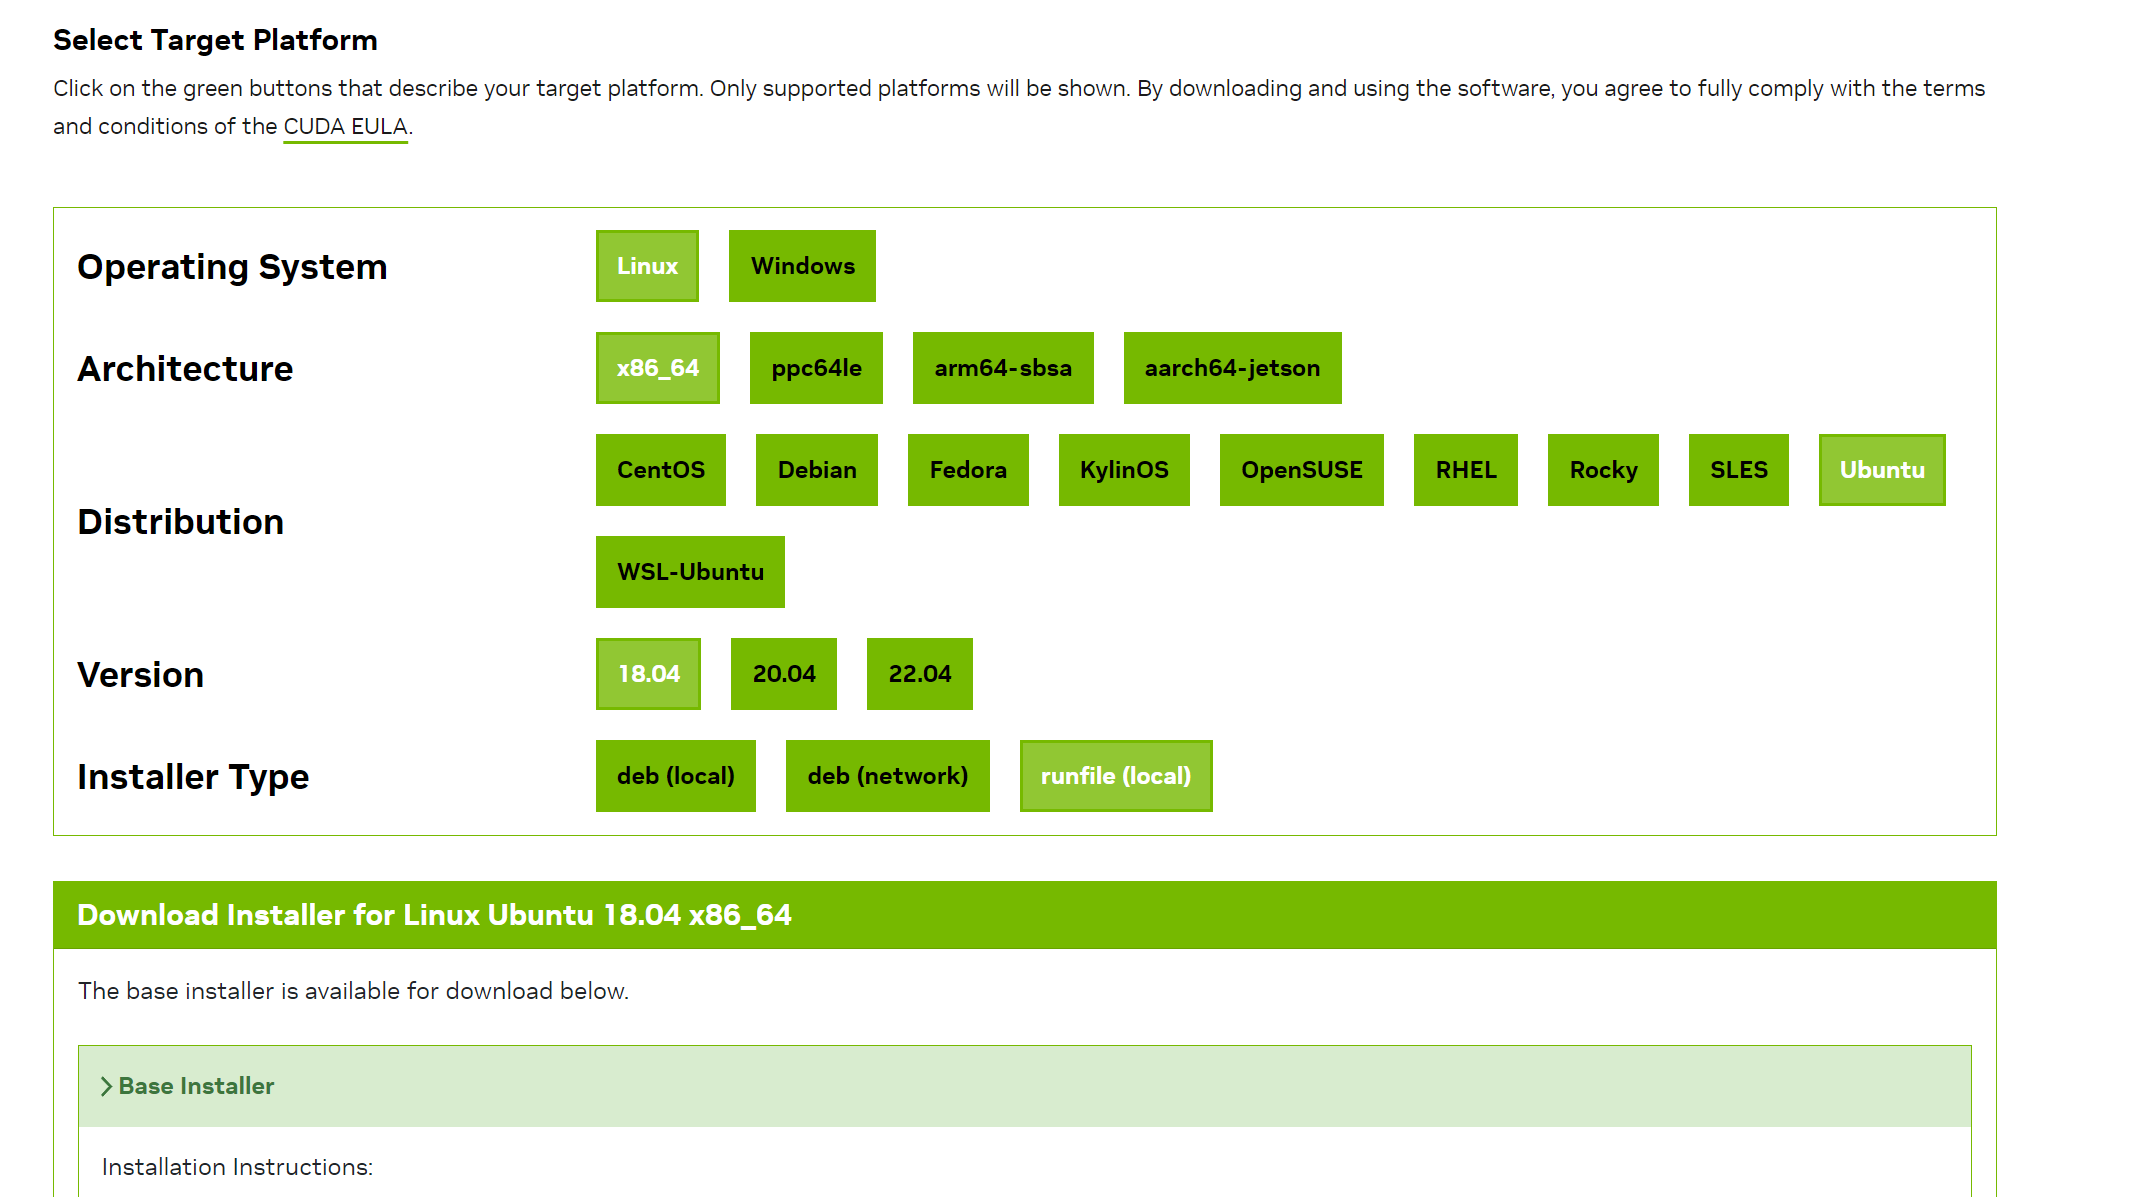 Select Target Platform
Click on the green buttons that describe your target platform. Only supported platforms will be shown. By downloading and using the software, you agree to fully comply with the terms
and conditions of the CUDA EULA.
Operating System
Linux Windows
Architecture
x86_64 ppc64le arm64-sbsa aarch64-jetson
Distribution
CentOS Debian Fedora KylinOS OpenSUSE RHEL Rocky SLES Ubuntu
WSL-Ubuntu
Version
18.04 20.04 22.04
Installer Type
deb (local) deb (network) runfile (local)
Download Installer for Linux Ubuntu 18.04 x86_64
The base installer is available for download below.
Base Installer
Installation Instructions: